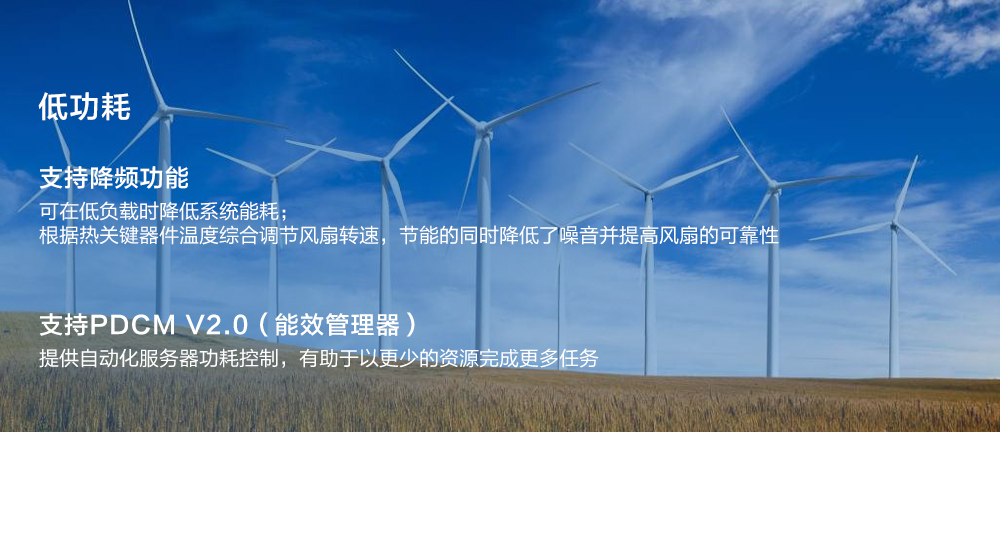 低功耗
支持降频功能
可在低负载时降低系统能耗；
根据热关键器件温度综合调节风扇转速，节能的同时降低了噪音并提高风扇的可靠性
支持PDCM V2.0（能效管理器）
提供自动化服务器功耗控制，有助于以更少的资源完成更多任务